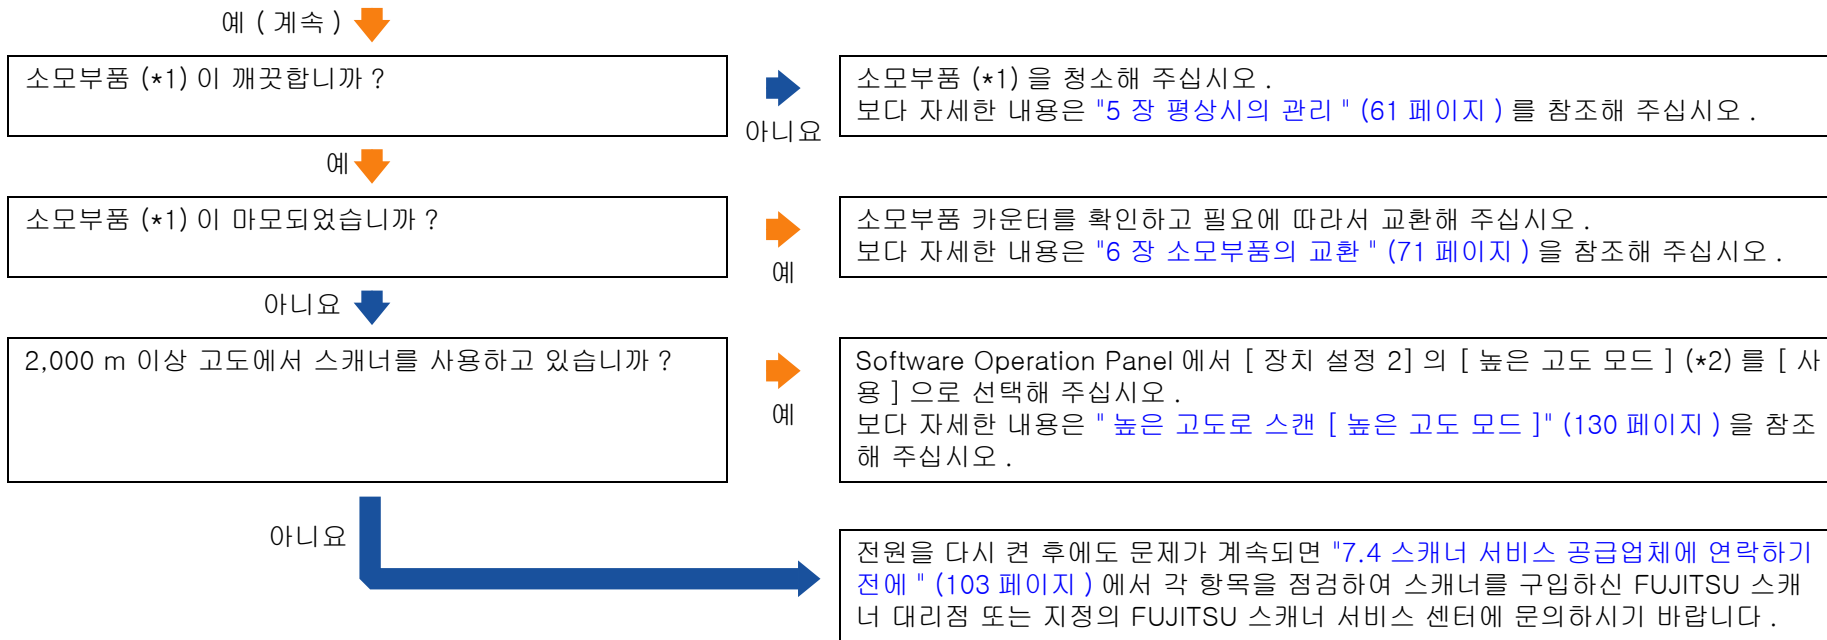 예 ( 계속 )
소모부품 (*1) 이 깨끗합니까 ?
아니요
소모부품 (*1) 을 청소해 주십시오 .
보다 자세한 내용은 "5 장 평상시의 관리 " (61 페이지 ) 를 참조해 주십시오 .
예
소모부품 (*1) 이 마모되었습니까 ?
예
소모부품 카운터를 확인하고 필요에 따라서 교환해 주십시오 .
보다 자세한 내용은 "6 장 소모부품의 교환 " (71 페이지 ) 을 참조해 주십시오 .
아니요
2,000 m 이상 고도에서 스캐너를 사용하고 있습니까 ?
예
Software Operation Panel 에서 [ 장치 설정 2] 의 [ 높은 고도 모드 ] (*2) 를 [ 사
용 ] 으로 선택해 주십시오 .
보다 자세한 내용은 " 높은 고도로 스캔 [ 높은 고도 모드 ]" (130 페이지 ) 을 참조
해 주십시오 .
아니요
전원을 다시 켠 후에도 문제가 계속되면 "7.4 스캐너 서비스 공급업체에 연락하기
전에 " (103 페이지 ) 에서 각 항목을 점검하여 스캐너를 구입하신 FUJITSU 스캐
너 대리점 또는 지정의 FUJITSU 스캐너 서비스 센터에 문의하시기 바랍니다 .